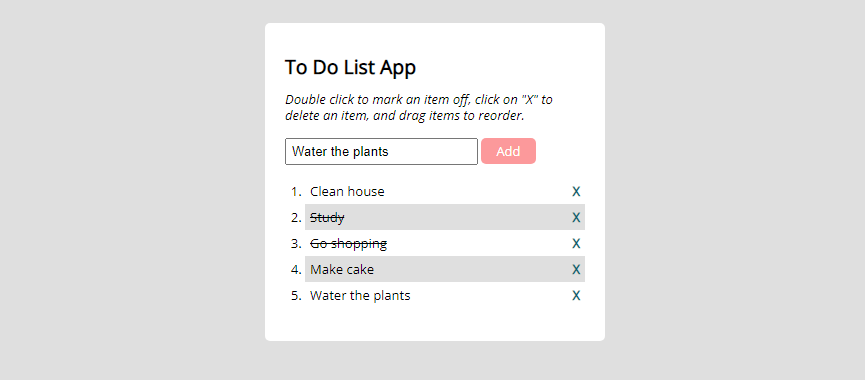 To Do List App
Double click to mark an item off, click on "X" to
delete an item, and drag items to reorder.
Water the plants Add
1. Clean house X
2. Study X
3. Go shopping X
4. Make cake X
5. Water the plants X